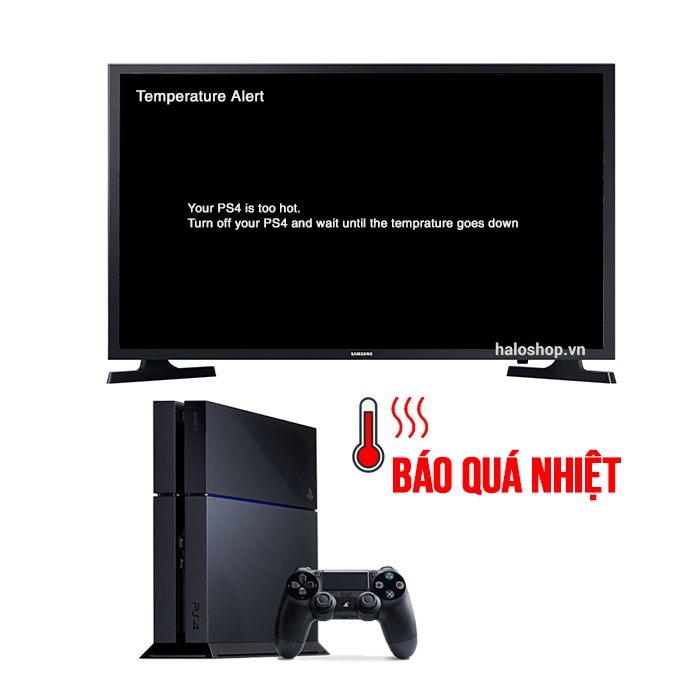 Temperature Alert
Your PS4 is too hot.
Turn off your PS4 and wait until the temprature goes down
haloshop.vn
SAMSUNG
BÁO QUÁ NHIỆT
SONY
PS4